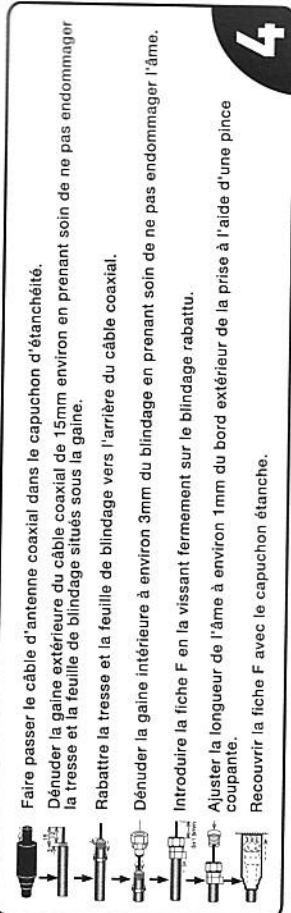 Faire passer le câble d'antenne coaxial dans le capuchon d'étanchéité.
Dénuder la gaine extérieure du câble coaxial de 15mm environ en prenant soin de ne pas endommager
la tresse et la feuille de blindage situés sous la gaine.
Rabattre la tresse et la feuille de blindage vers l'arrière du câble coaxial.
Dénuder la gaine intérieure à environ 3mm du blindage en prenant soin de ne pas endommager l'âme.
Introduire la fiche F en la vissant fermement sur le blindage rabattu.
Ajuster la longueur de l'âme à environ 1mm du bord extérieur de la prise à l'aide d'une pince
coupante.
Recouvrir la fiche F avec le capuchon étanche.
4